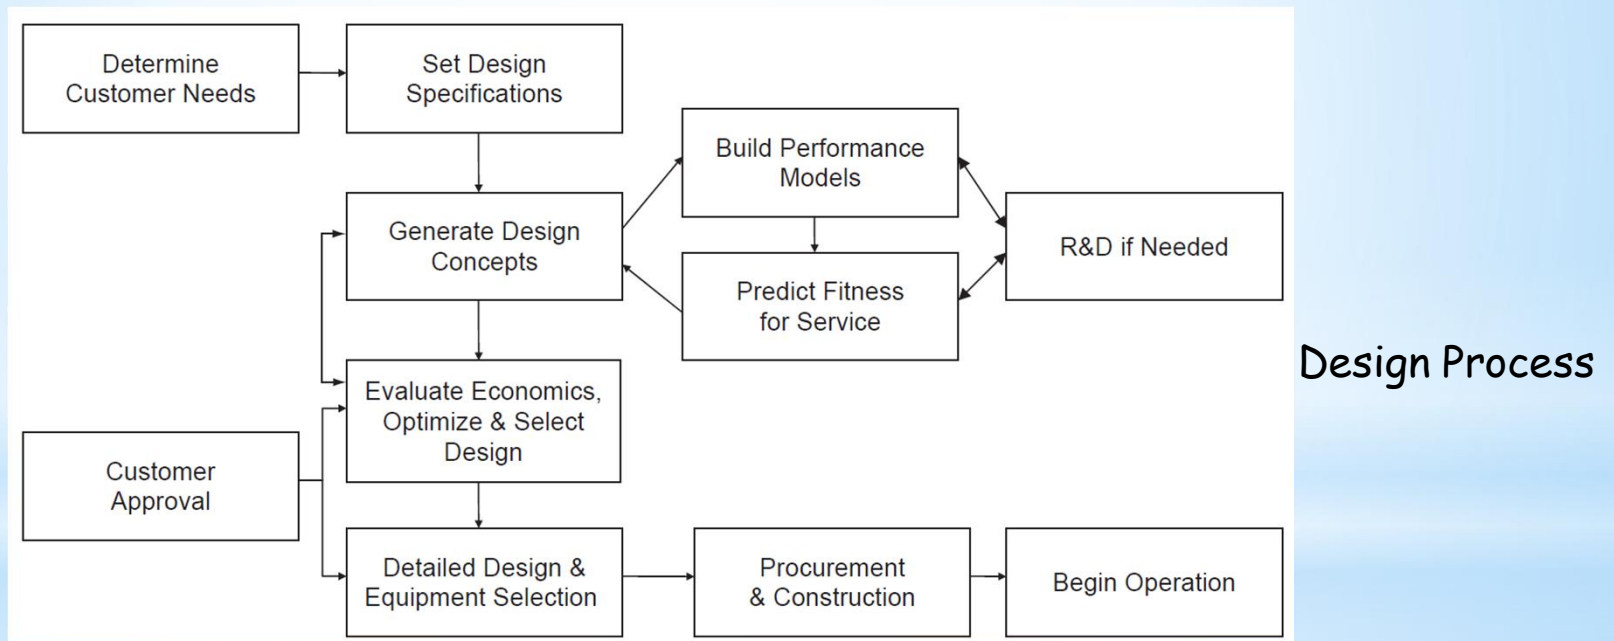 Determine
Customer Needs
Set Design
Specifications
Build Performance
Models
Generate Design
Concepts
R&D if Needed
Predict Fitness
for Service
Design Process
Evaluate Economics,
Optimize & Select
Design
Customer
Approval
Detailed Design &
Equipment Selection
Procurement
& Construction
Begin Operation